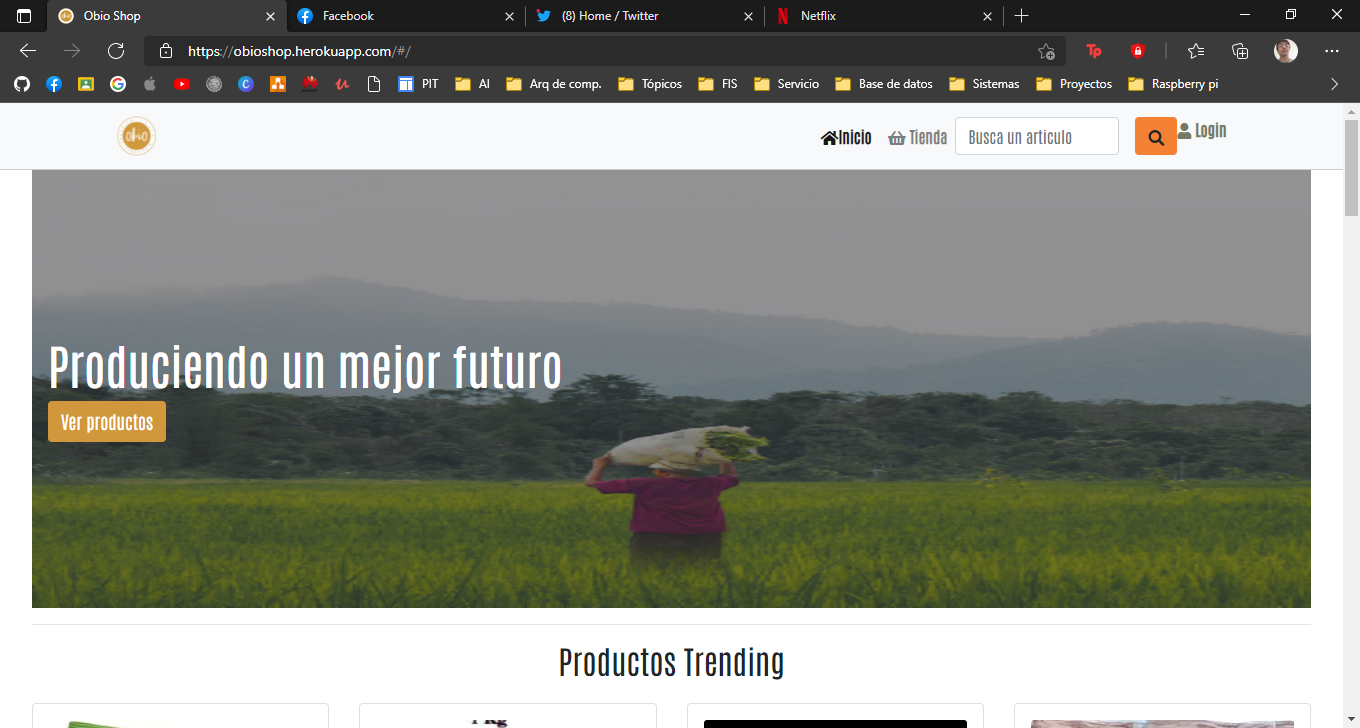 Obio Shop
Facebook
(8) Home / Twitter
Netflix
https://obioshop.herokuapp.com/#/
PIT
AI
Arq de comp.
Tópicos
FIS
Servicio
Base de datos
Sistemas
Proyectos
Raspberry pi
obio
Inicio
Tienda
Busca un articulo
Login
Produciendo un mejor futuro
Ver productos
Productos Trending
1 Kg